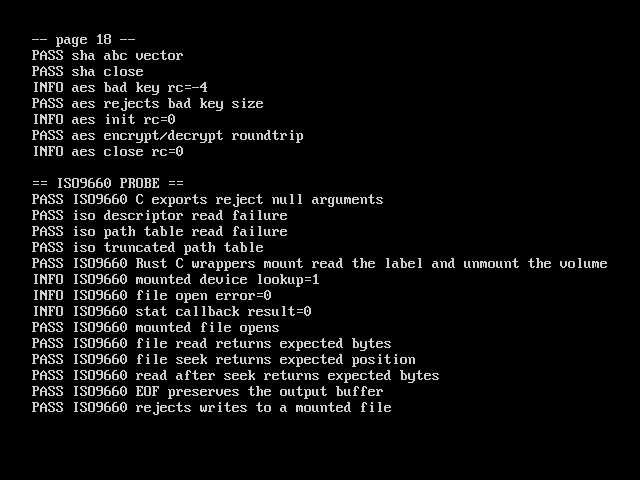 -- page 18 --
PASS sha abc vector
PASS sha close
INFO aes bad key rc=-4
PASS aes rejects bad key size
INFO aes init rc=0
PASS aes encrypt/decrypt roundtrip
INFO aes close rc=0
== ISO9660 PROBE ==
PASS ISO9660 C exports reject null arguments
PASS iso descriptor read failure
PASS iso path table read failure
PASS iso truncated path table
PASS ISO9660 Rust C wrappers mount read the label and unmount the volume
INFO ISO9660 mounted device lookup=1
INFO ISO9660 file open error=0
INFO ISO9660 stat callback result=0
PASS ISO9660 mounted file opens
PASS ISO9660 file read returns expected bytes
PASS ISO9660 file seek returns expected position
PASS ISO9660 read after seek returns expected bytes
PASS ISO9660 EOF preserves the output buffer
PASS ISO9660 rejects writes to a mounted file